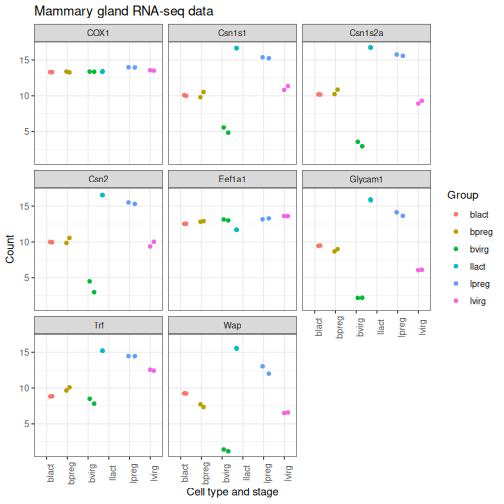 Mammary gland RNA-seq data
COX1 Csn1s1 Csn1s2a
15
10
5
Csn2 Eef1a1 Glycam1
15
10
5
Trf Wap
15
10
5
Count
blact bpreg bvirg llact lpreg lvirg
blact bpreg bvirg llact lpreg lvirg
blact bpreg bvirg llact lpreg lvirg
Cell type and stage
Group
blact
bpreg
bvirg
llact
lpreg
lvirg